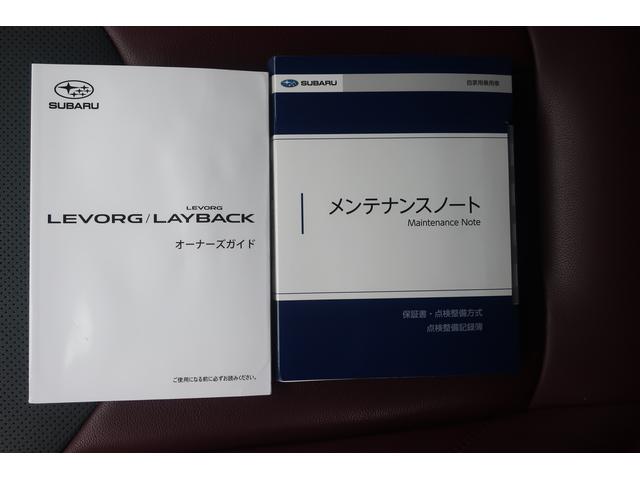 SUBARU
LEVORG
LEVORG/LAYBACK
オーナーズガイド
ご使用になる前に必ずお読みください。
SUBARU
自家用乗用車
メンテナンスノート
Maintenance Note
保証書・点検整備方式
点検整備記録簿